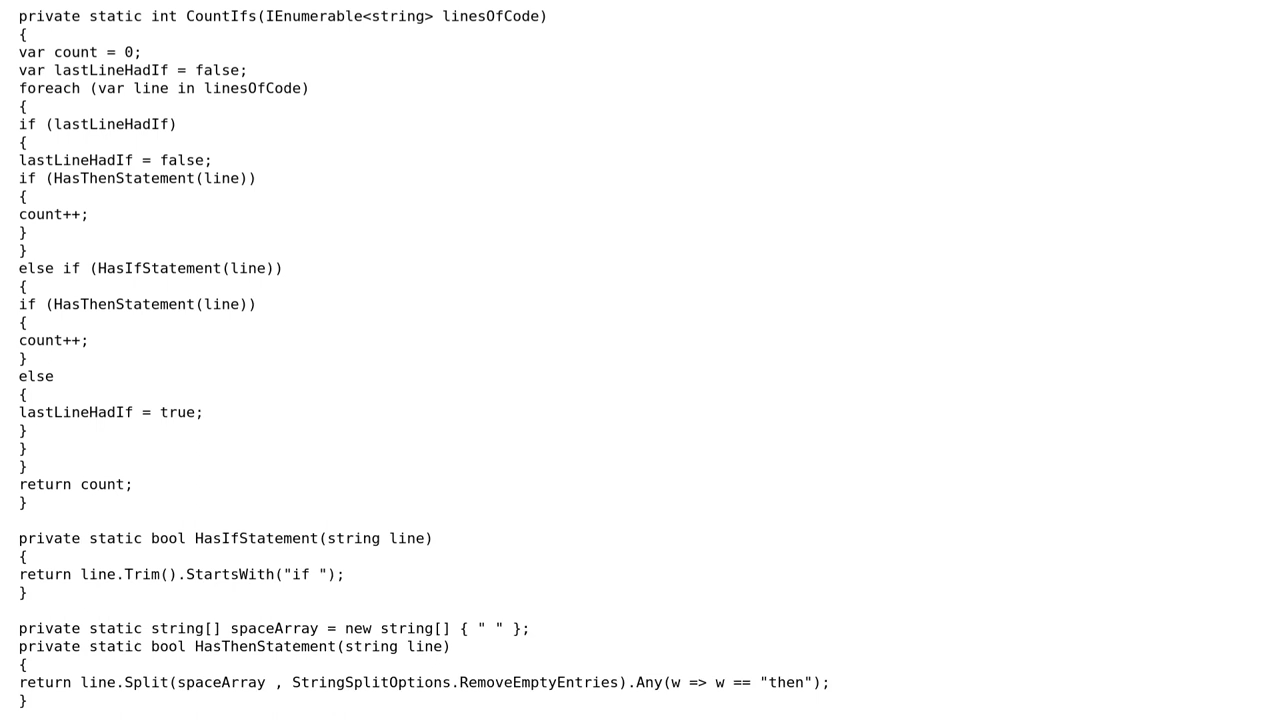 private static int CountIfs(IEnumerable<string> linesOfCode)
{
var count = 0;
var lastLineHadIf = false;
foreach (var line in linesOfCode)
{
if (lastLineHadIf)
{
lastLineHadIf = false;
if (HasThenStatement(line))
{
count++;
}
}
else if (HasIfStatement(line))
{
if (HasThenStatement(line))
{
count++;
}
else
{
lastLineHadIf = true;
}
}
}
return count;
}

private static bool HasIfStatement(string line)
{
return line.Trim().StartsWith("if ");
}

private static string[] spaceArray = new string[] { " " };
private static bool HasThenStatement(string line)
{
return line.Split(spaceArray , StringSplitOptions.RemoveEmptyEntries).Any(w => w == "then");
}